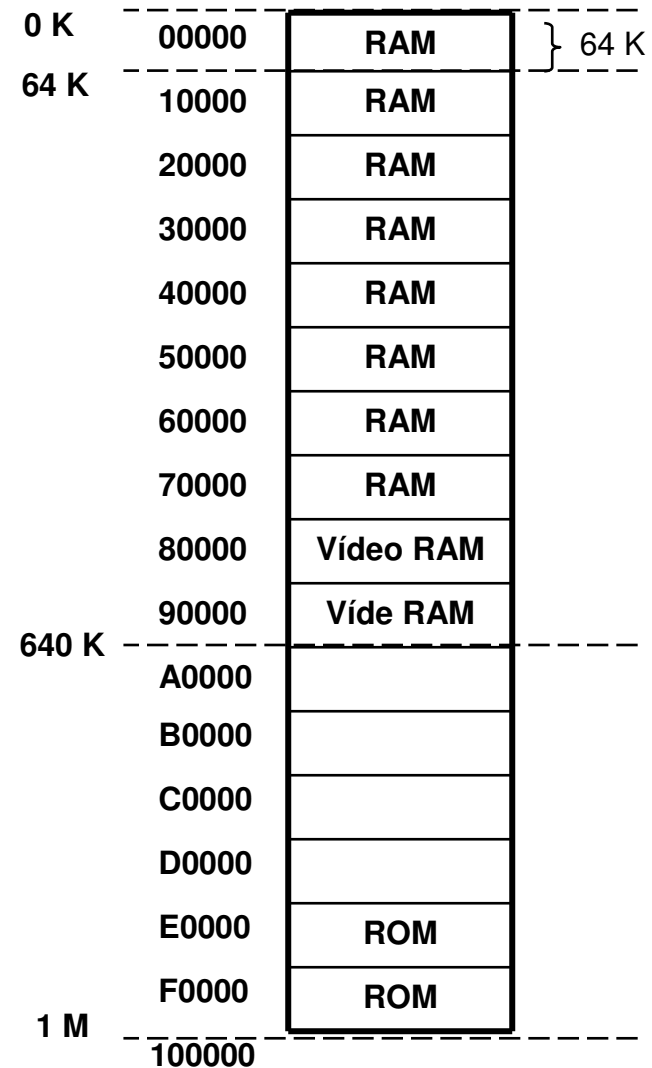 0 K
00000 RAM } 64 K
64 K
10000 RAM
20000 RAM
30000 RAM
40000 RAM
50000 RAM
60000 RAM
70000 RAM
80000 Vídeo RAM
90000 Víde RAM
640 K
A0000
B0000
C0000
D0000
E0000 ROM
F0000 ROM
1 M
100000